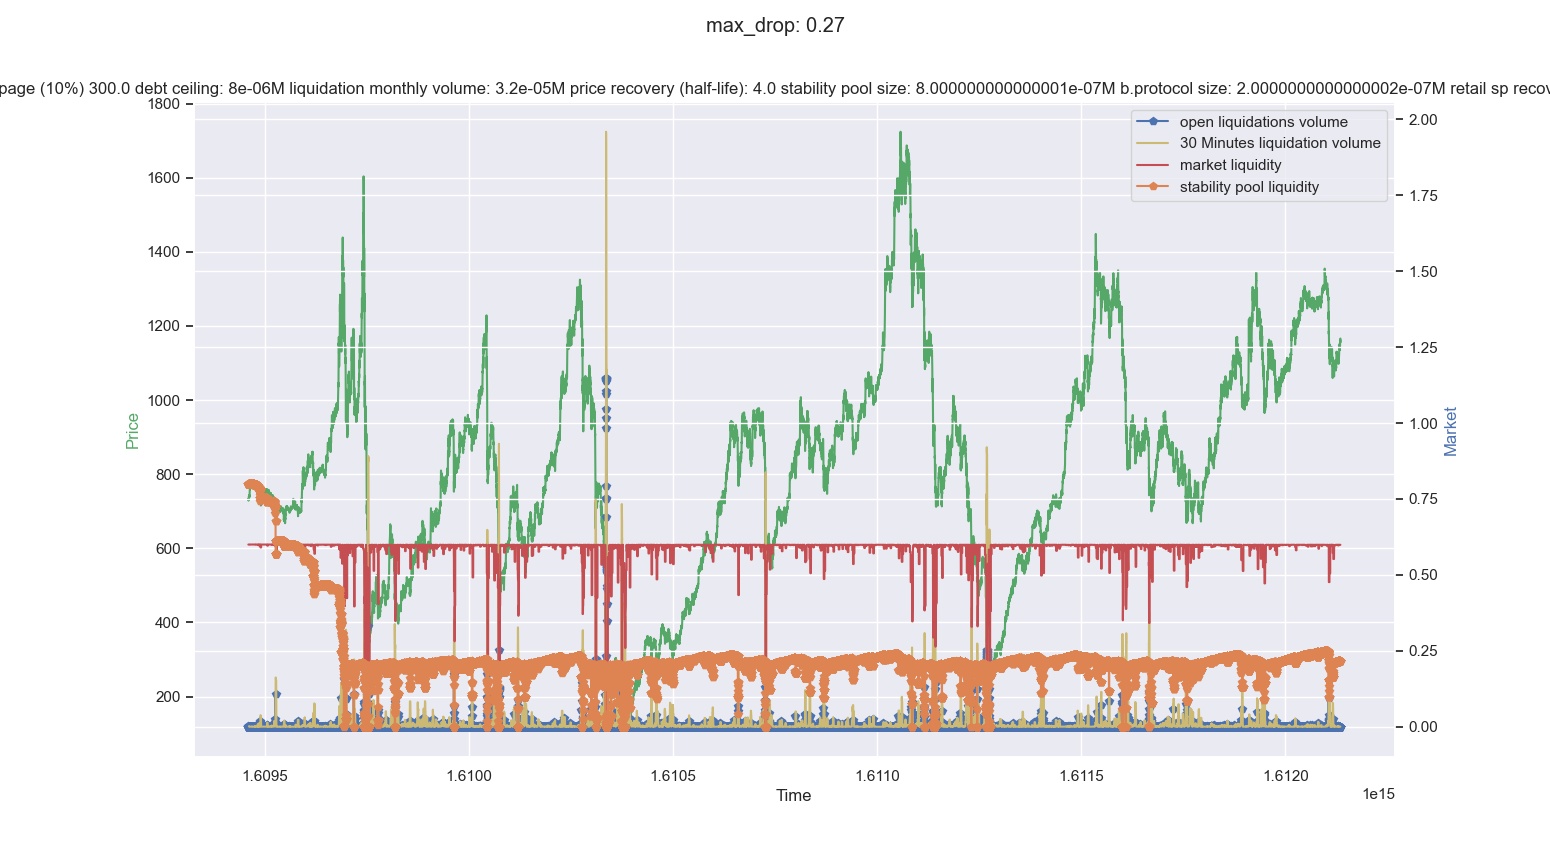 max_drop: 0.27
page (10%) 300.0 debt ceiling: 8e-06M liquidation monthly volume: 3.2e-05M price recovery (half-life): 4.0 stability pool size: 8.000000000000001e-07M b.protocol size: 2.0000000000000002e-07M retail sp recov
1800
1600
1400
1200
1000
800
600
400
200
Price
open liquidations volume
30 Minutes liquidation volume
market liquidity
stability pool liquidity
2.00
1.75
1.50
1.25
1.00
0.75
0.50
0.25
0.00
Market
1.6095 1.6100 1.6105 1.6110 1.6115 1.6120
1e15
Time